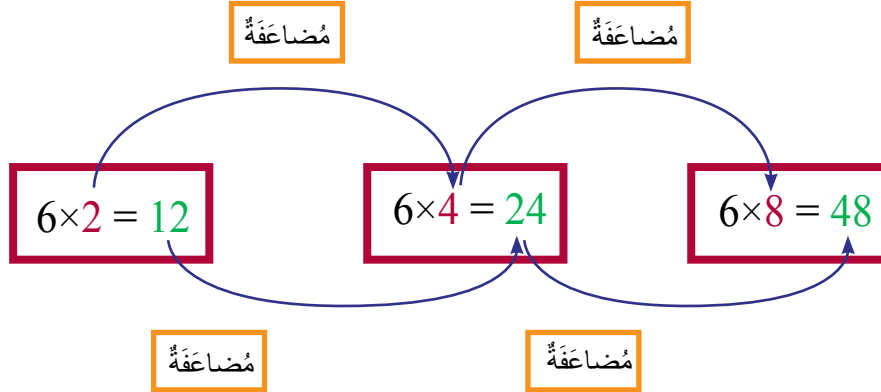 مُضاعَفَةٌ مُضاعَفَةٌ
6×2 = 12 6×4 = 24 6×8 = 48
مُضاعَفَةٌ مُضاعَفَةٌ